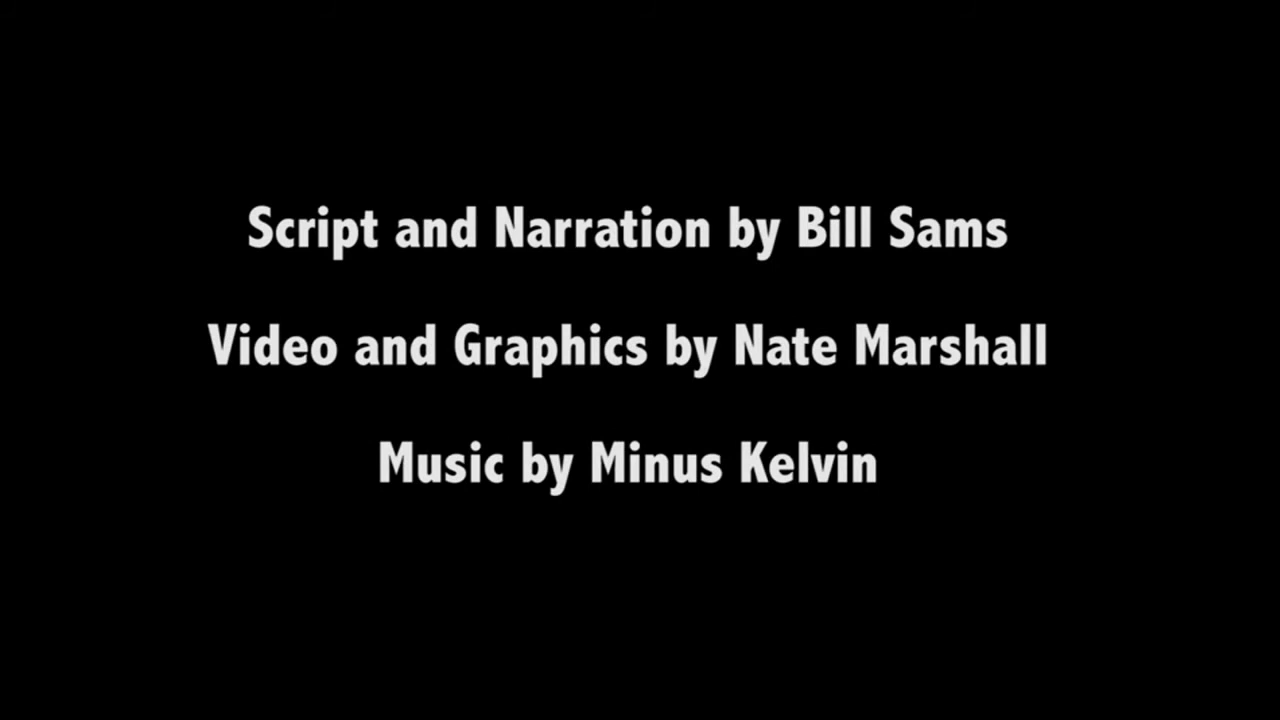 Script and Narration by Bill Sams
Video and Graphics by Nate Marshall
Music by Minus Kelvin